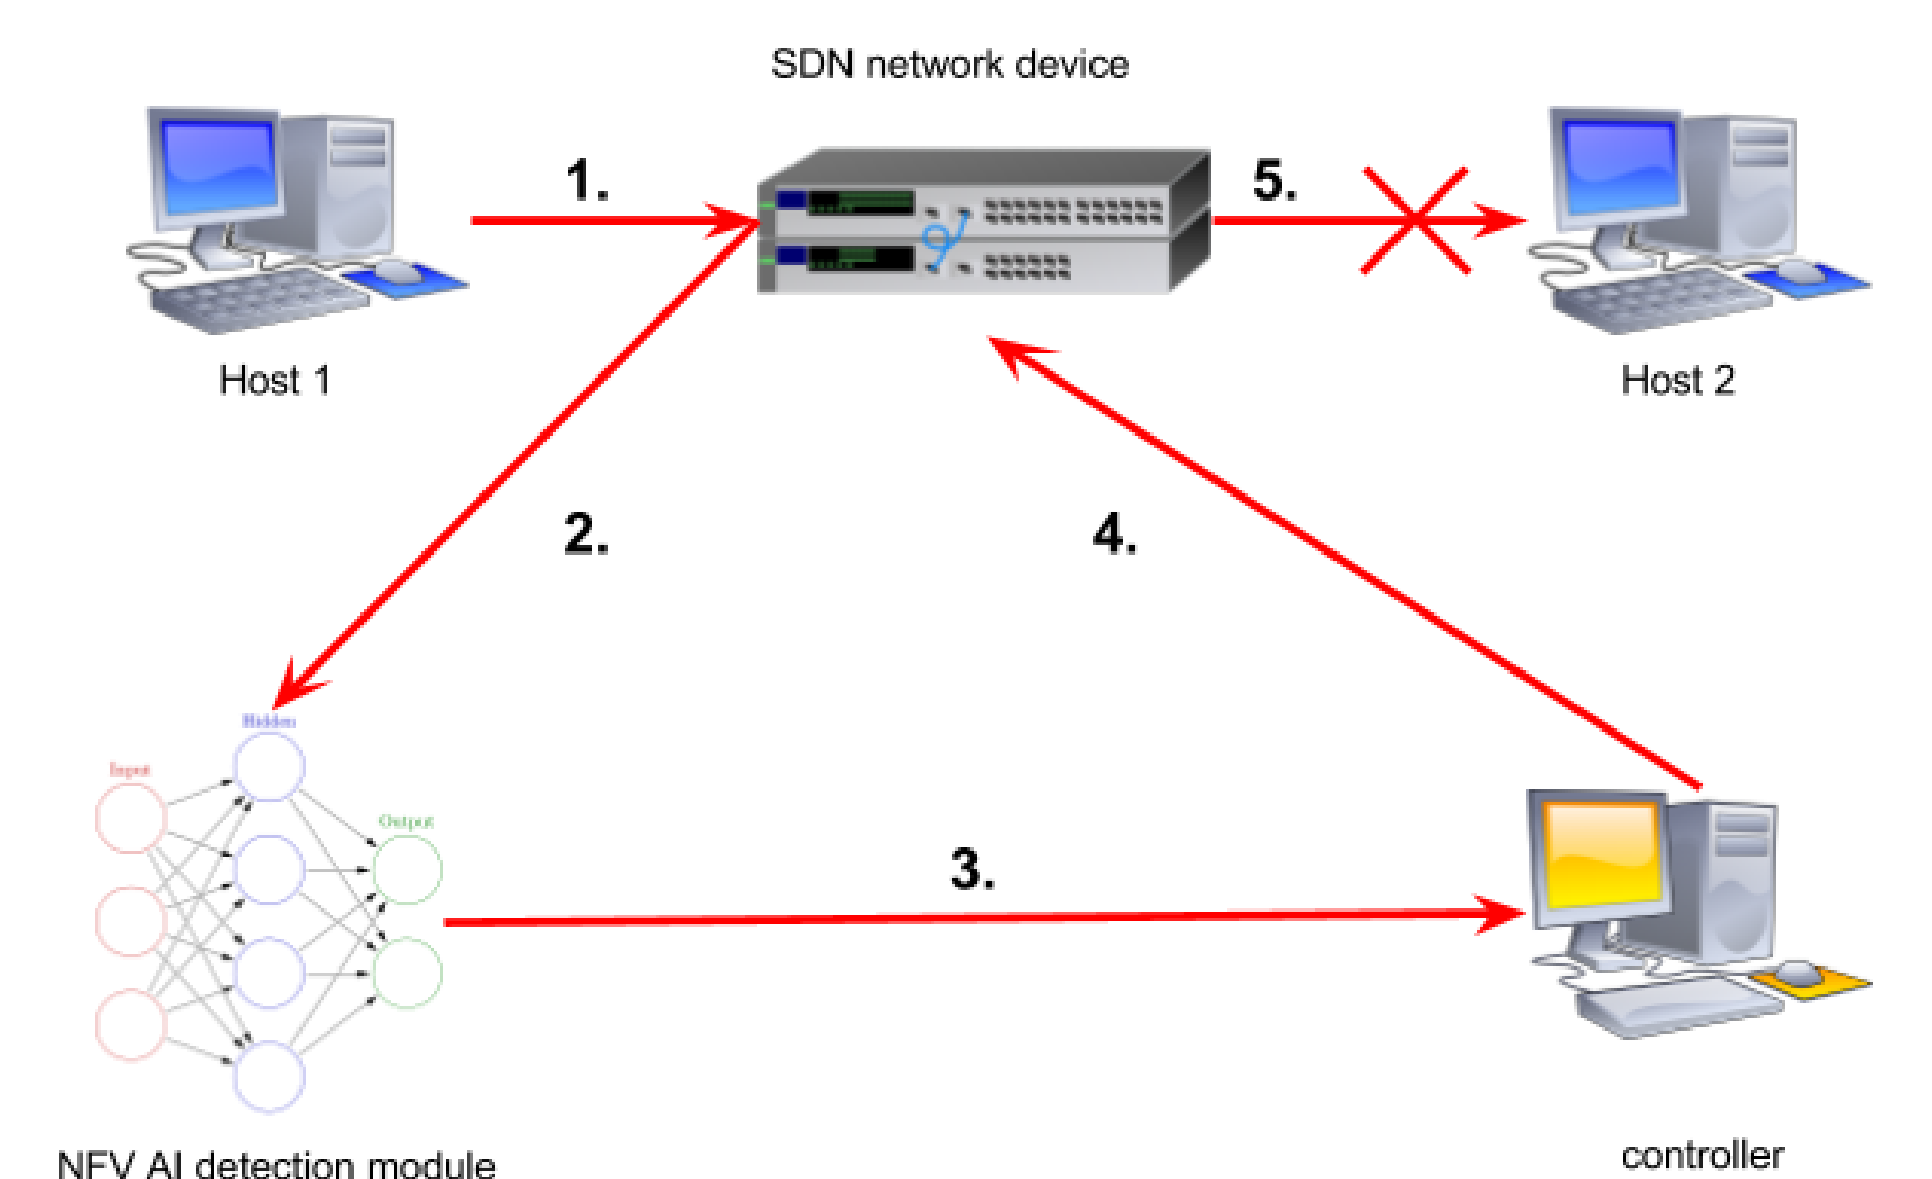 SDN network device
1.
5.
Host 1
Host 2
2.
4.
Hidden
Input
Output
3.
NFV AI detection module
controller